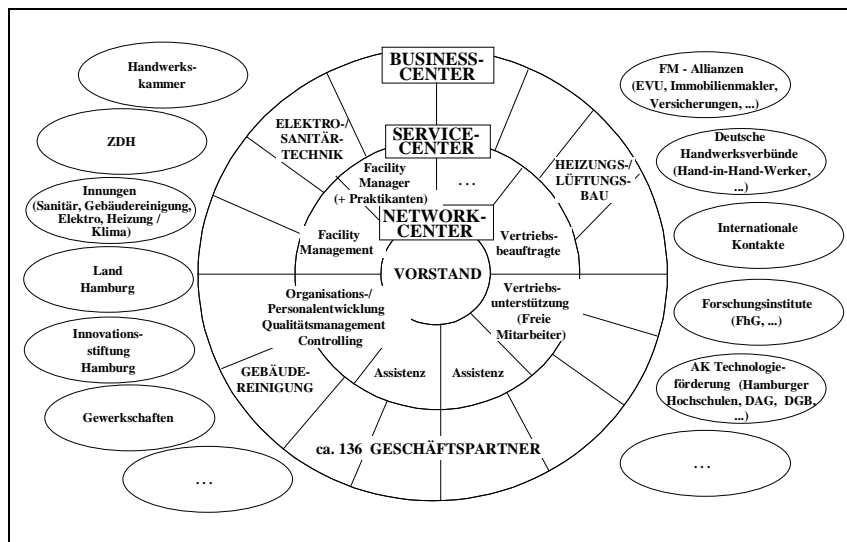 Handwerks-
kammer
ZDH
Innungen
(Sanitär, Gebäudereinigung,
Elektro, Heizung /
Klima)
Land
Hamburg
Innovations-
stiftung
Hamburg
Gewerkschaften
...
BUSINESS-
CENTER
ELEKTRO-/
SANITÄR-
TECHNIK
SERVICE-
CENTER
HEIZUNGS-/
LÜFTUNGS-
BAU
Facility
Manager
(+ Praktikanten)
...
NETWORK-
CENTER
Facility
Management
Vertriebs-
beauftragte
VORSTAND
Organisations-/
Personalentwicklung
Qualitätsmanagement
Controlling
Vertriebs-
unterstützung
(Freie
Mitarbeiter)
GEBÄUDE-
REINIGUNG
Assistenz
Assistenz
ca. 136 GESCHÄFTSPARTNER
FM - Allianzen
(EVU, Immobilienmakler,
Versicherungen, ...)
Deutsche
Handwerksverbünde
(Hand-in-Hand-Werker,
...)
Internationale
Kontakte
Forschungsinstitute
(FhG, ...)
AK Technologie-
förderung (Hamburger
Hochschulen, DAG, DGB,
...)
...